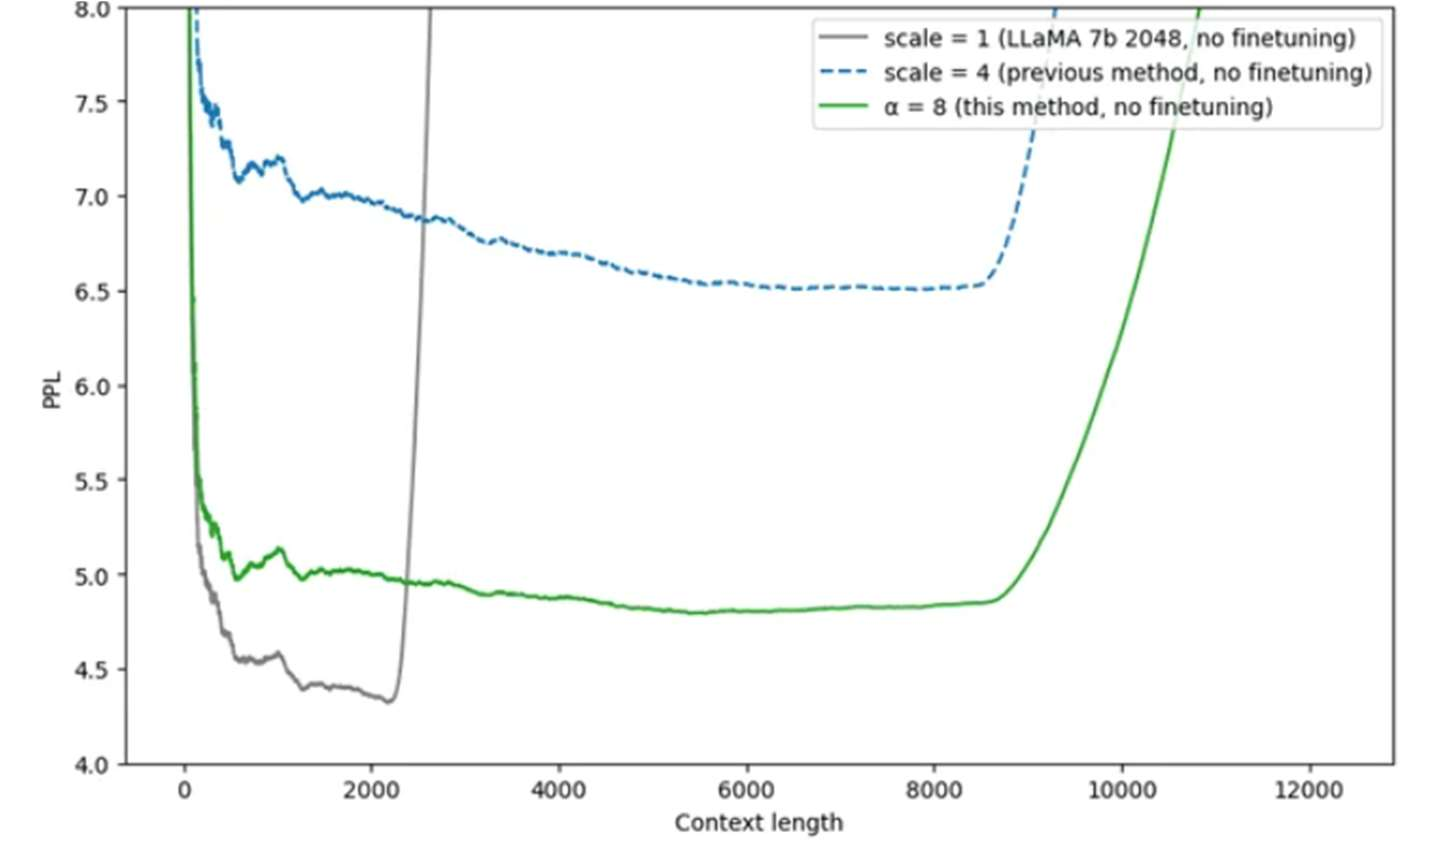 8.0
7.5
7.0
6.5
6.0
5.5
5.0
4.5
4.0
PPL
scale = 1 (LLaMA 7b 2048, no finetuning)
scale = 4 (previous method, no finetuning)
α = 8 (this method, no finetuning)
0 2000 4000 6000 8000 10000 12000
Context length